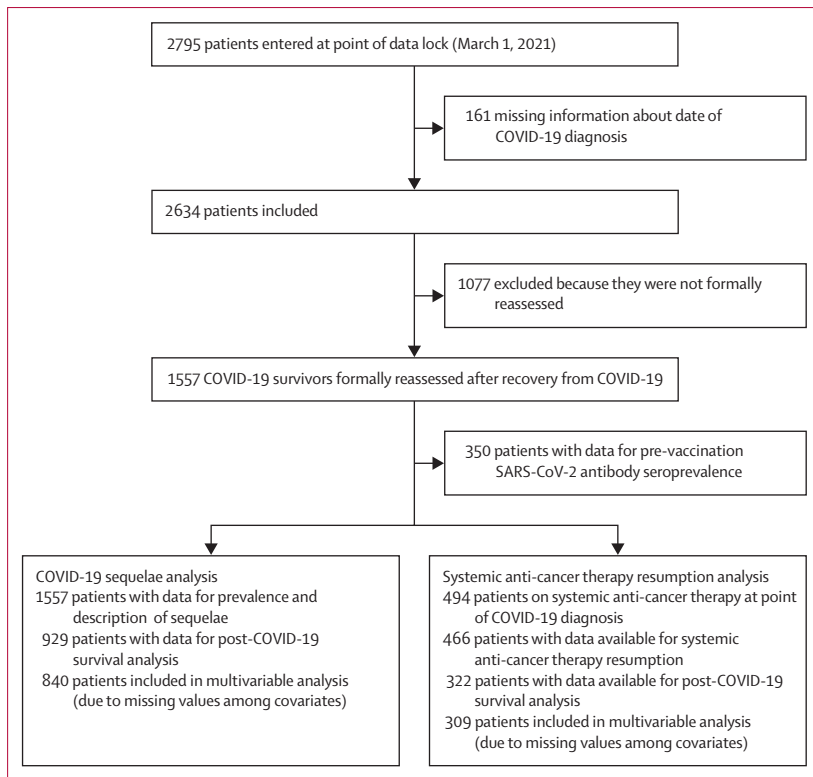 2795 patients entered at point of data lock (March 1, 2021)
161 missing information about date of
COVID-19 diagnosis
2634 patients included
1077 excluded because they were not formally
reassessed
1557 COVID-19 survivors formally reassessed after recovery from COVID-19
350 patients with data for pre-vaccination
SARS-CoV-2 antibody seroprevalence
COVID-19 sequelae analysis
1557 patients with data for prevalence and
description of sequelae
929 patients with data for post-COVID-19
survival analysis
840 patients included in multivariable analysis
(due to missing values among covariates)
Systemic anti-cancer therapy resumption analysis
494 patients on systemic anti-cancer therapy at point
of COVID-19 diagnosis
466 patients with data available for systemic
anti-cancer therapy resumption
322 patients with data available for post-COVID-19
survival analysis
309 patients included in multivariable analysis
(due to missing values among covariates)